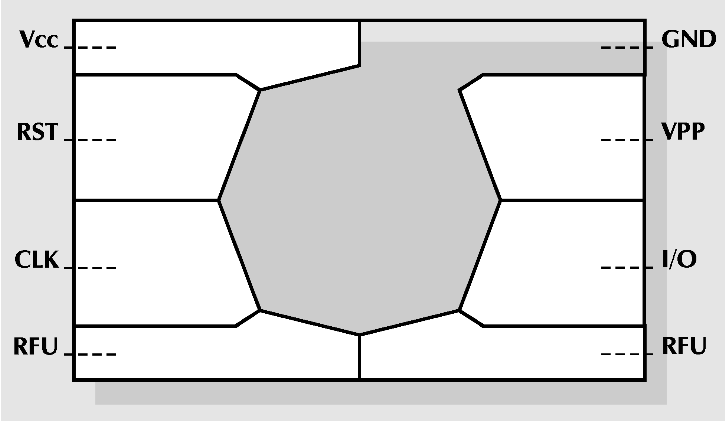 Vcc GND
RST VPP
CLK I/O
RFU RFU